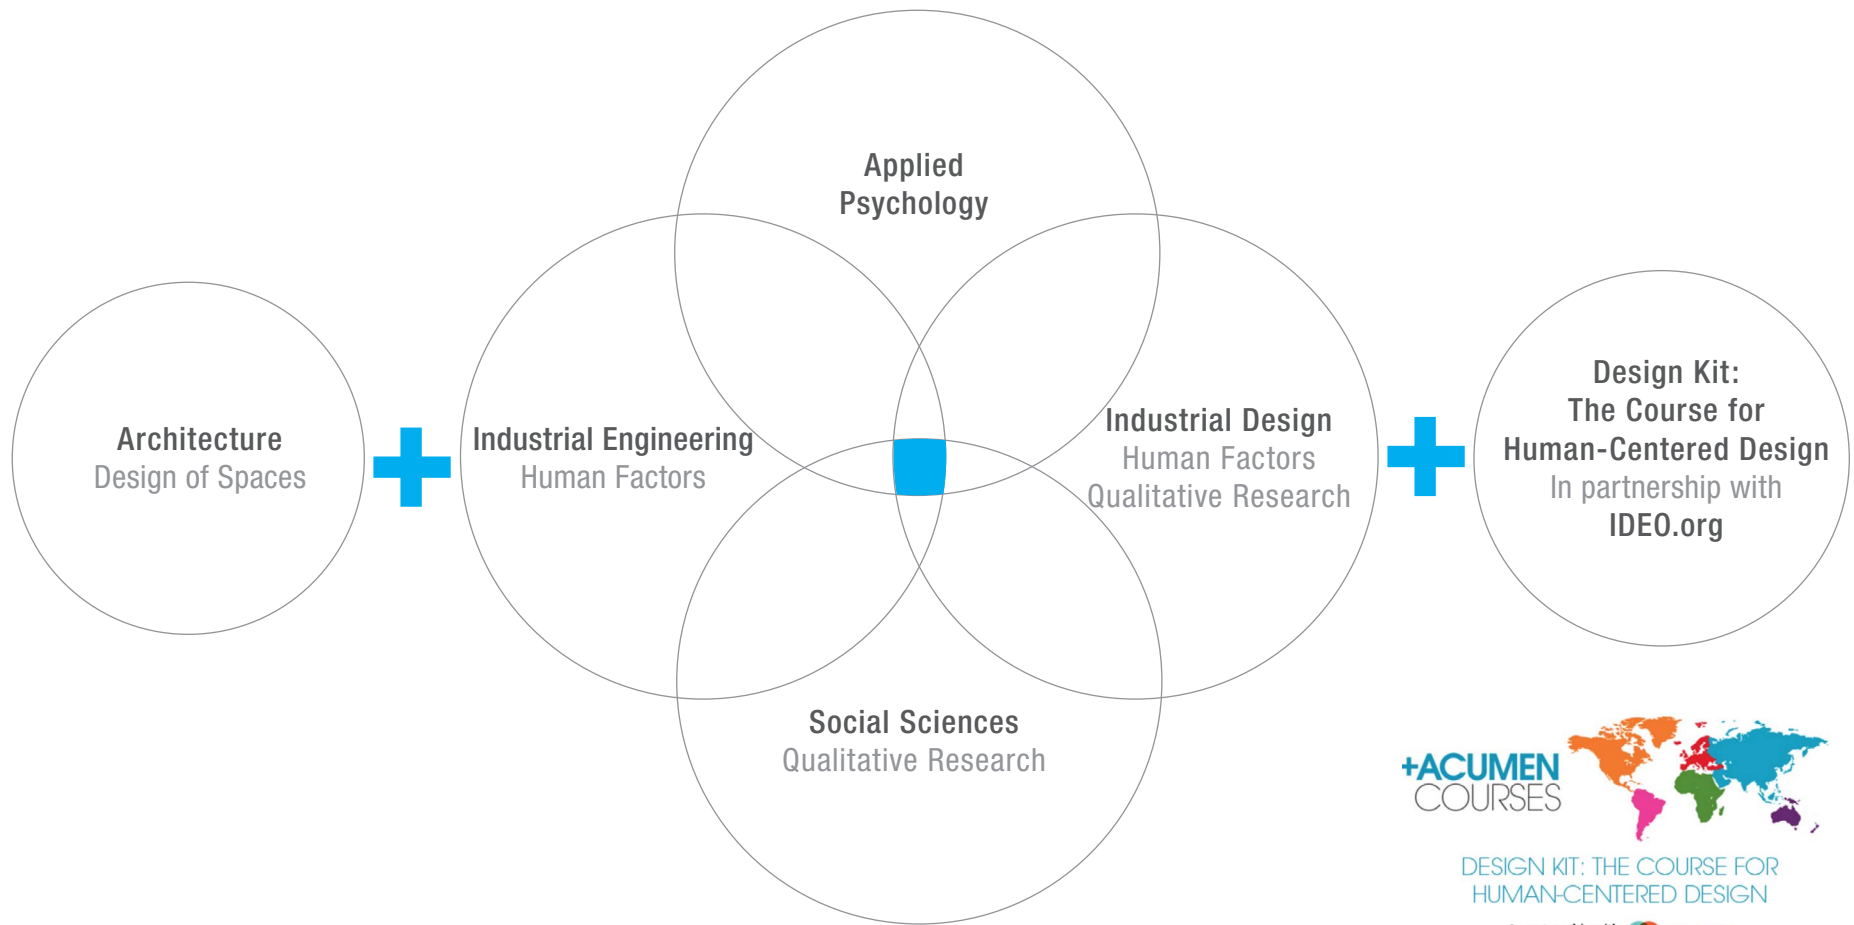 Applied
Psychology
Architecture
Design of Spaces
Industrial Engineering
Human Factors
Industrial Design
Human Factors
Qualitative Research
Design Kit:
The Course for
Human-Centered Design
In partnership with
IDEO.org
Social Sciences
Qualitative Research
+ACUMEN
COURSES
DESIGN KIT: THE COURSE FOR
HUMAN-CENTERED DESIGN